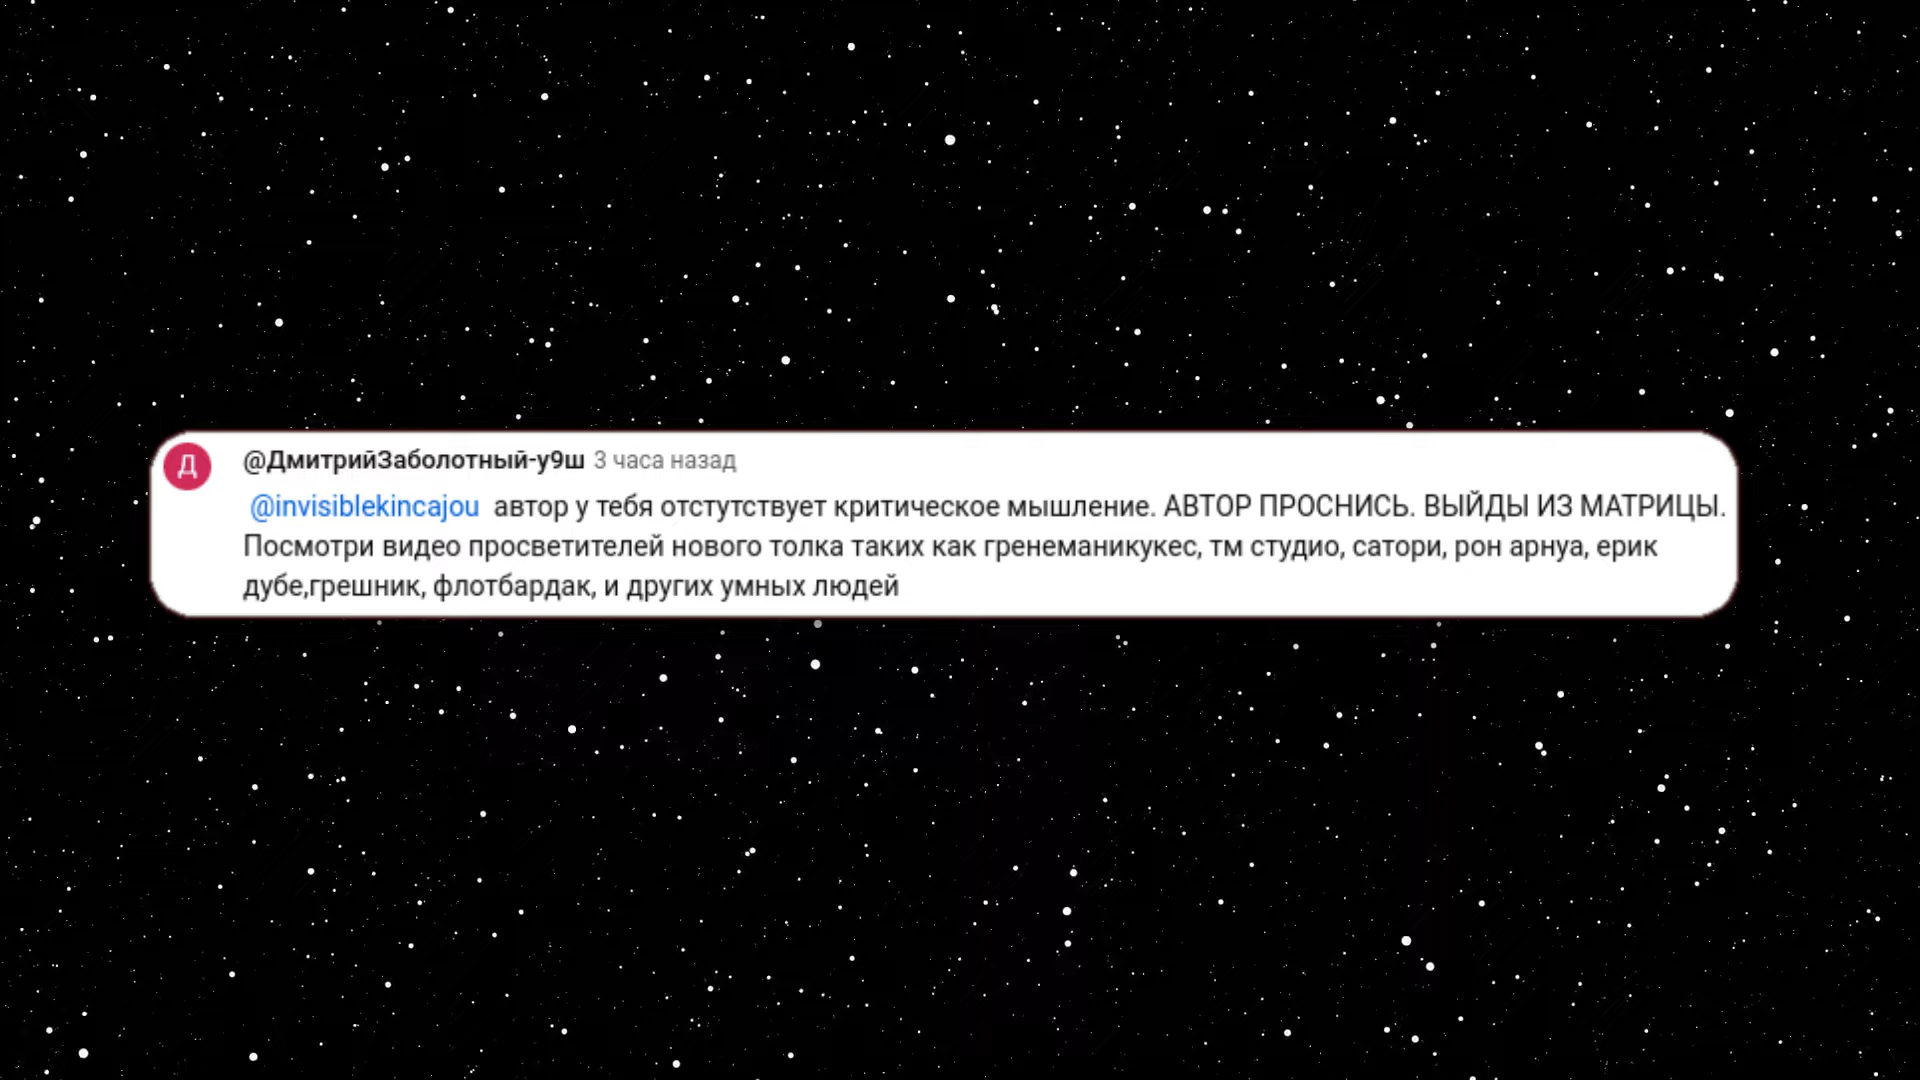 Д
@ДмитрийЗаболотный-у9ш 3 часа назад
@invisiblekincajou автор у тебя отстутствует критическое мышление. АВТОР ПРОСНИСЬ. ВЫЙДЫ ИЗ МАТРИЦЫ.
Посмотри видео просветителей нового толка таких как гренеманикукес, тм студио, сатори, рон арнуа, ерик
дубе,грешник, флотбардак, и других умных людей